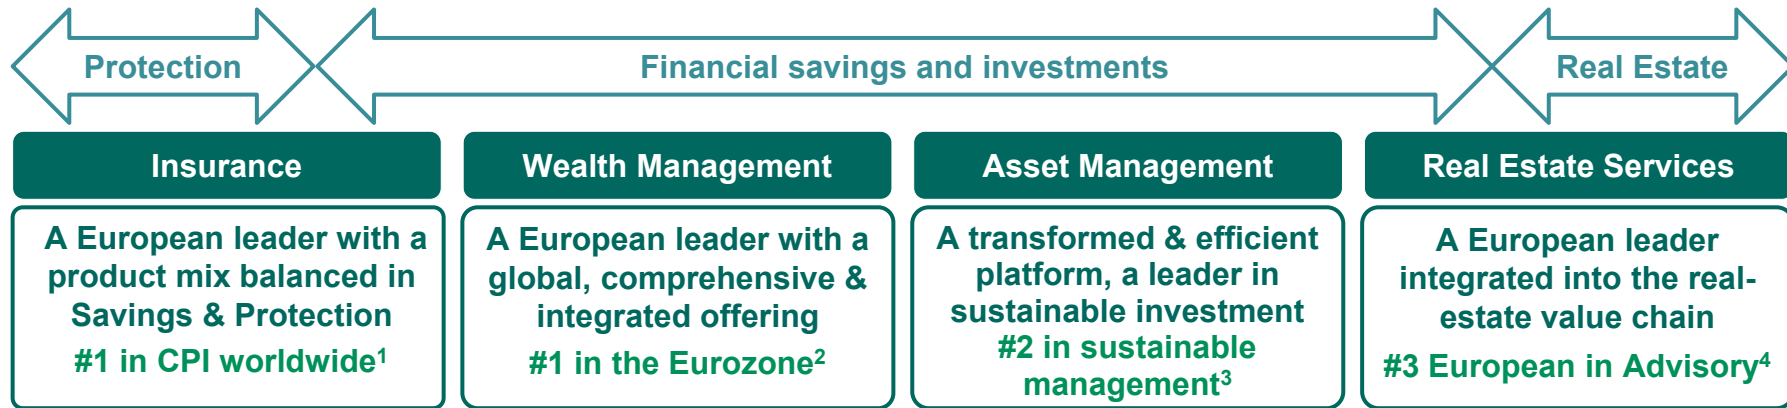 Protection
Financial savings and investments
Real Estate
Insurance
A European leader with a
product mix balanced in
Savings & Protection
#1 in CPI worldwide¹
Wealth Management
A European leader with a
global, comprehensive &
integrated offering
#1 in the Eurozone²
Asset Management
A transformed & efficient
platform, a leader in
sustainable investment
#2 in sustainable
management³
Real Estate Services
A European leader
integrated into the real-
estate value chain
#3 European in Advisory⁴